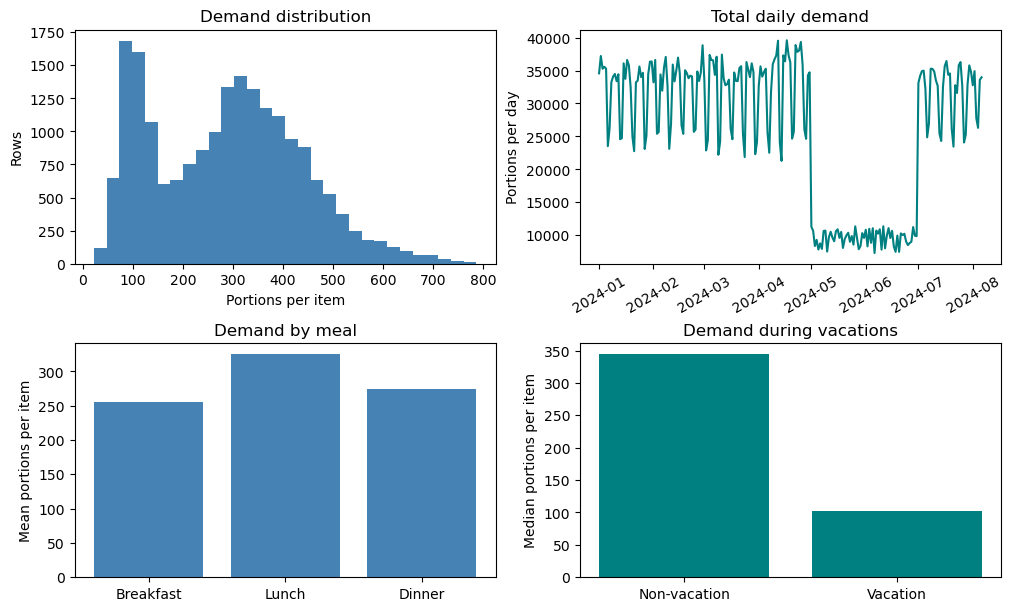 Demand distribution
Rows
1750
1500
1250
1000
750
500
250
0
0 100 200 300 400 500 600 700 800
Portions per item
Total daily demand
Portions per day
40000
35000
30000
25000
20000
15000
10000
2024-01 2024-02 2024-03 2024-04 2024-05 2024-06 2024-07 2024-08
Demand by meal
Mean portions per item
300
250
200
150
100
50
0
Breakfast Lunch Dinner
Demand during vacations
Median portions per item
350
300
250
200
150
100
50
0
Non-vacation Vacation